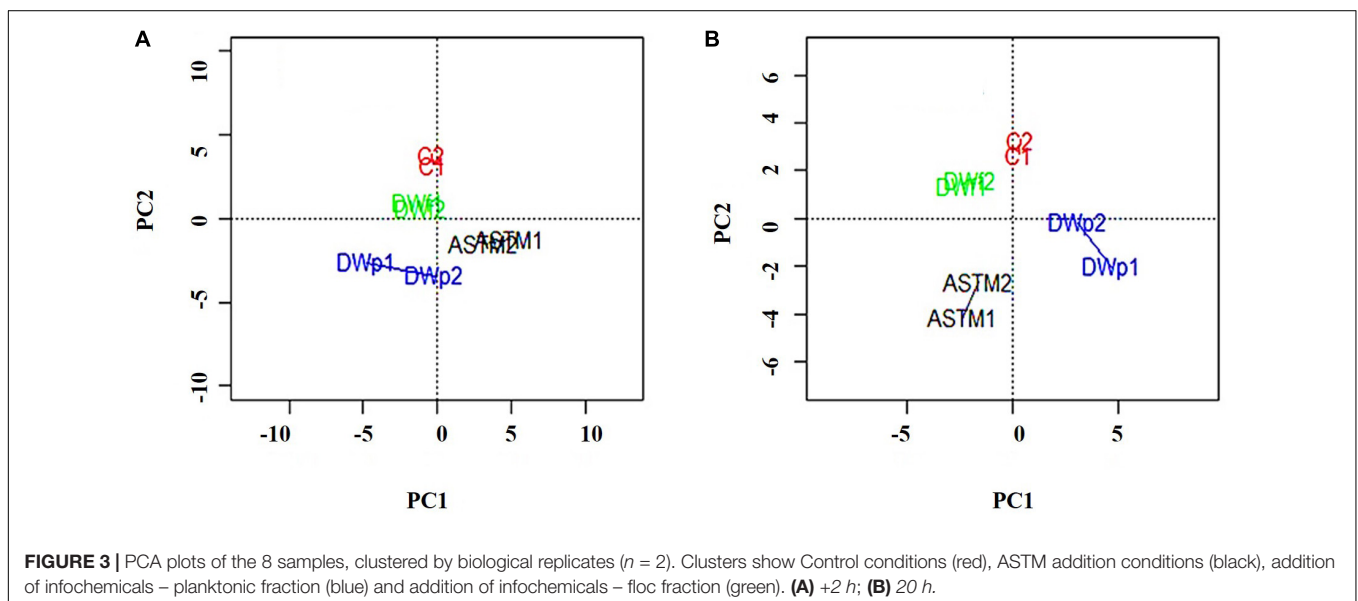 A
B
10
5
0
-5
-10
PC2
C2
C1
DWf2
ASTM1
ASTM2
DWp1
DWp2
-10 -5 0 5 10
PC1
6
4
2
0
-2
-4
-6
PC2
C2
C1
DWf2
DWf1
DWp2
DWp1
ASTM2
ASTM1
-5 0 5
PC1
FIGURE 3 | PCA plots of the 8 samples, clustered by biological replicates (n = 2). Clusters show Control conditions (red), ASTM addition conditions (black), addition
of infochemicals – planktonic fraction (blue) and addition of infochemicals – floc fraction (green). (A) +2 h; (B) 20 h.